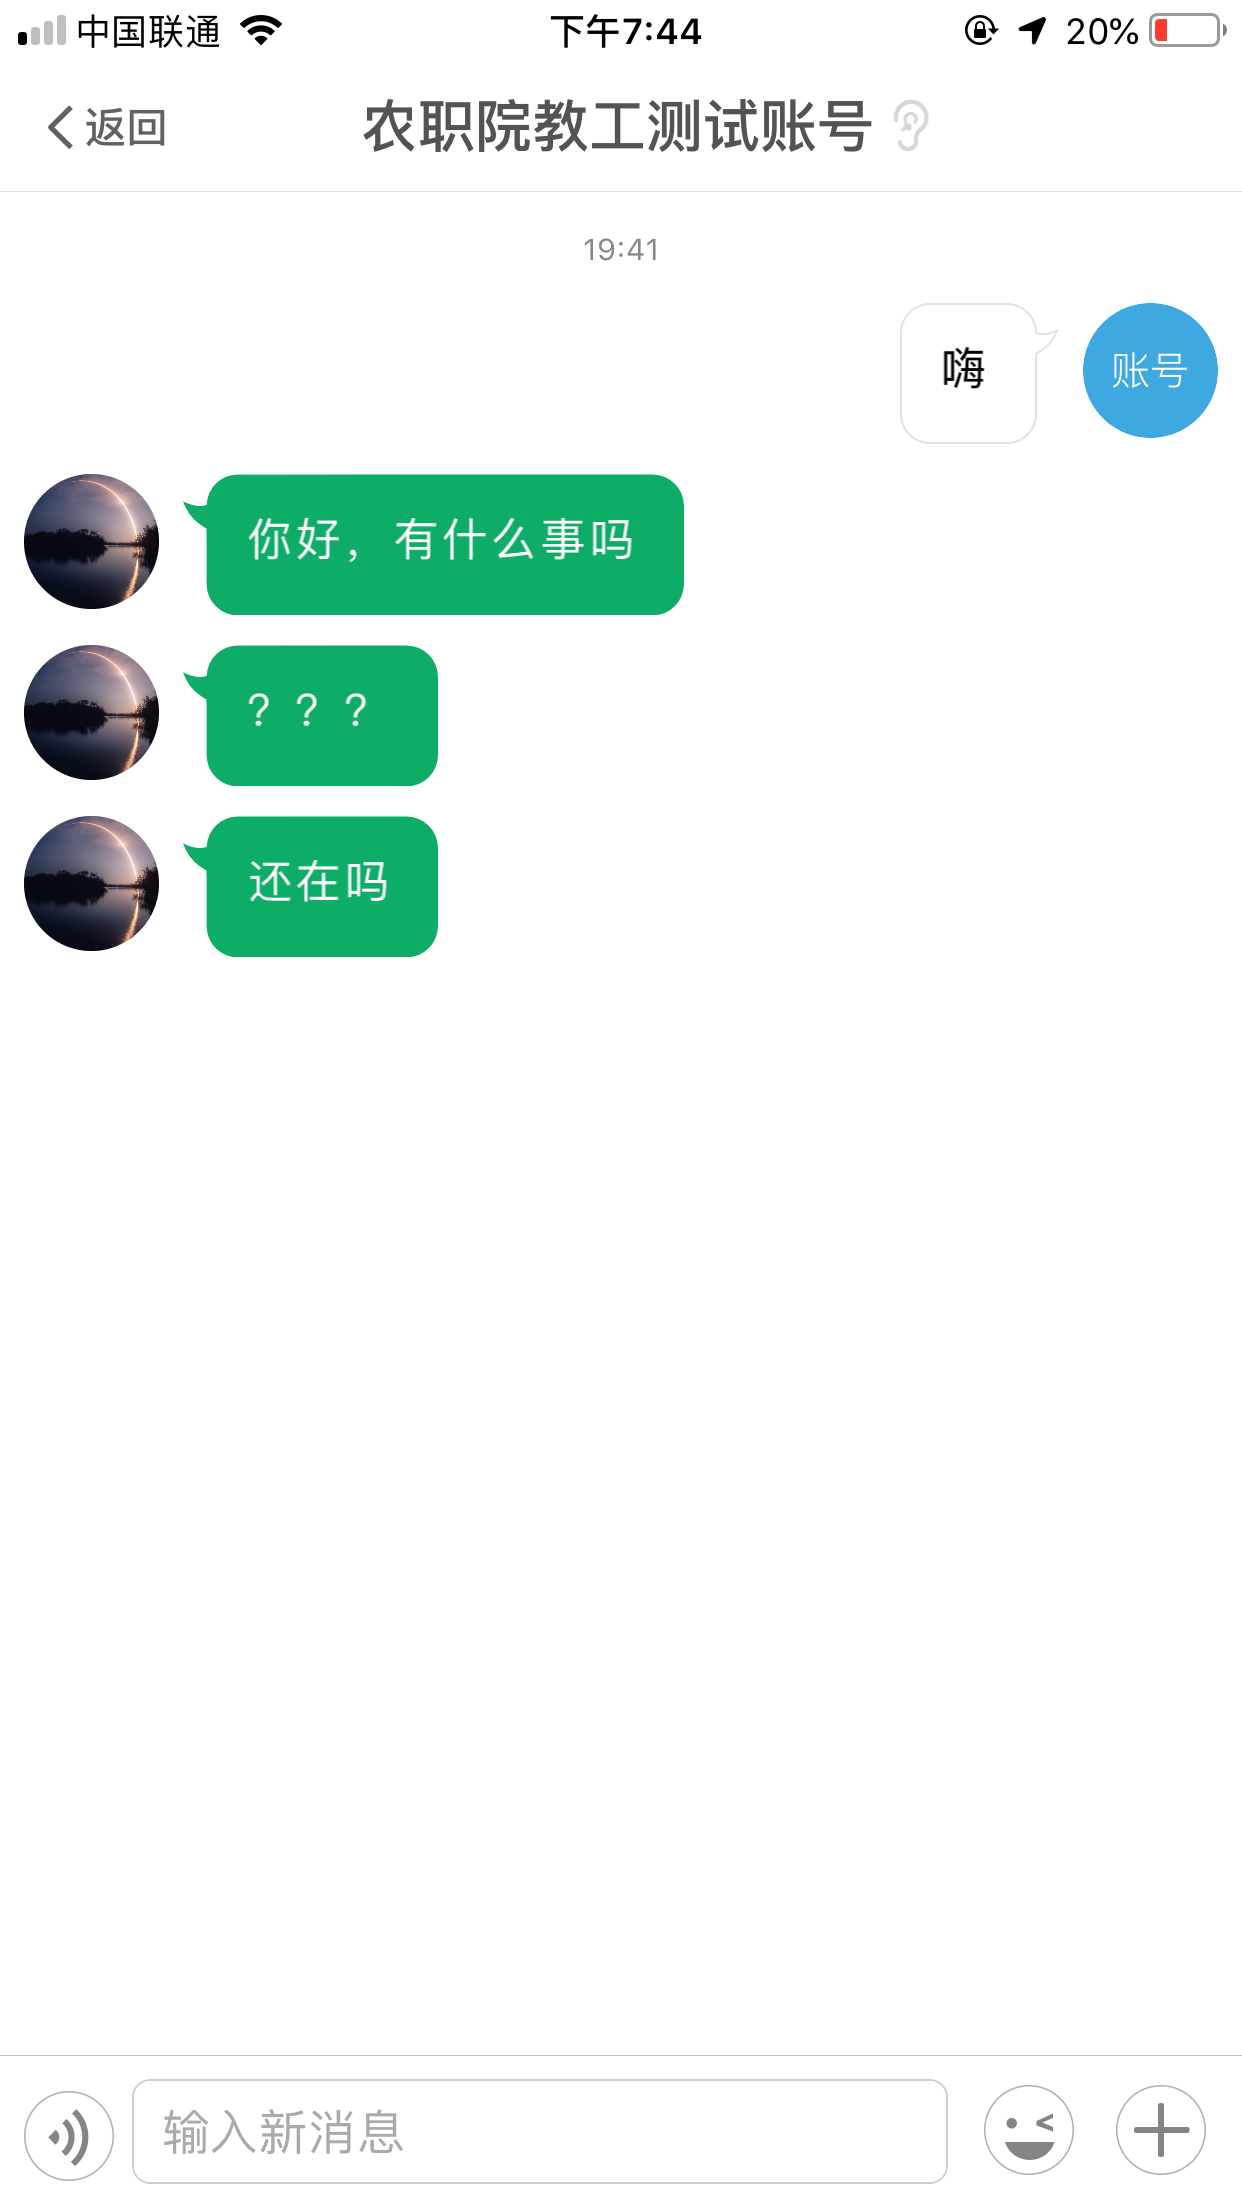 中国联通
下午7:44
20%
返回
农职院教工测试账号
19:41
嗨
账号
你好，有什么事吗
？？？
还在吗
输入新消息